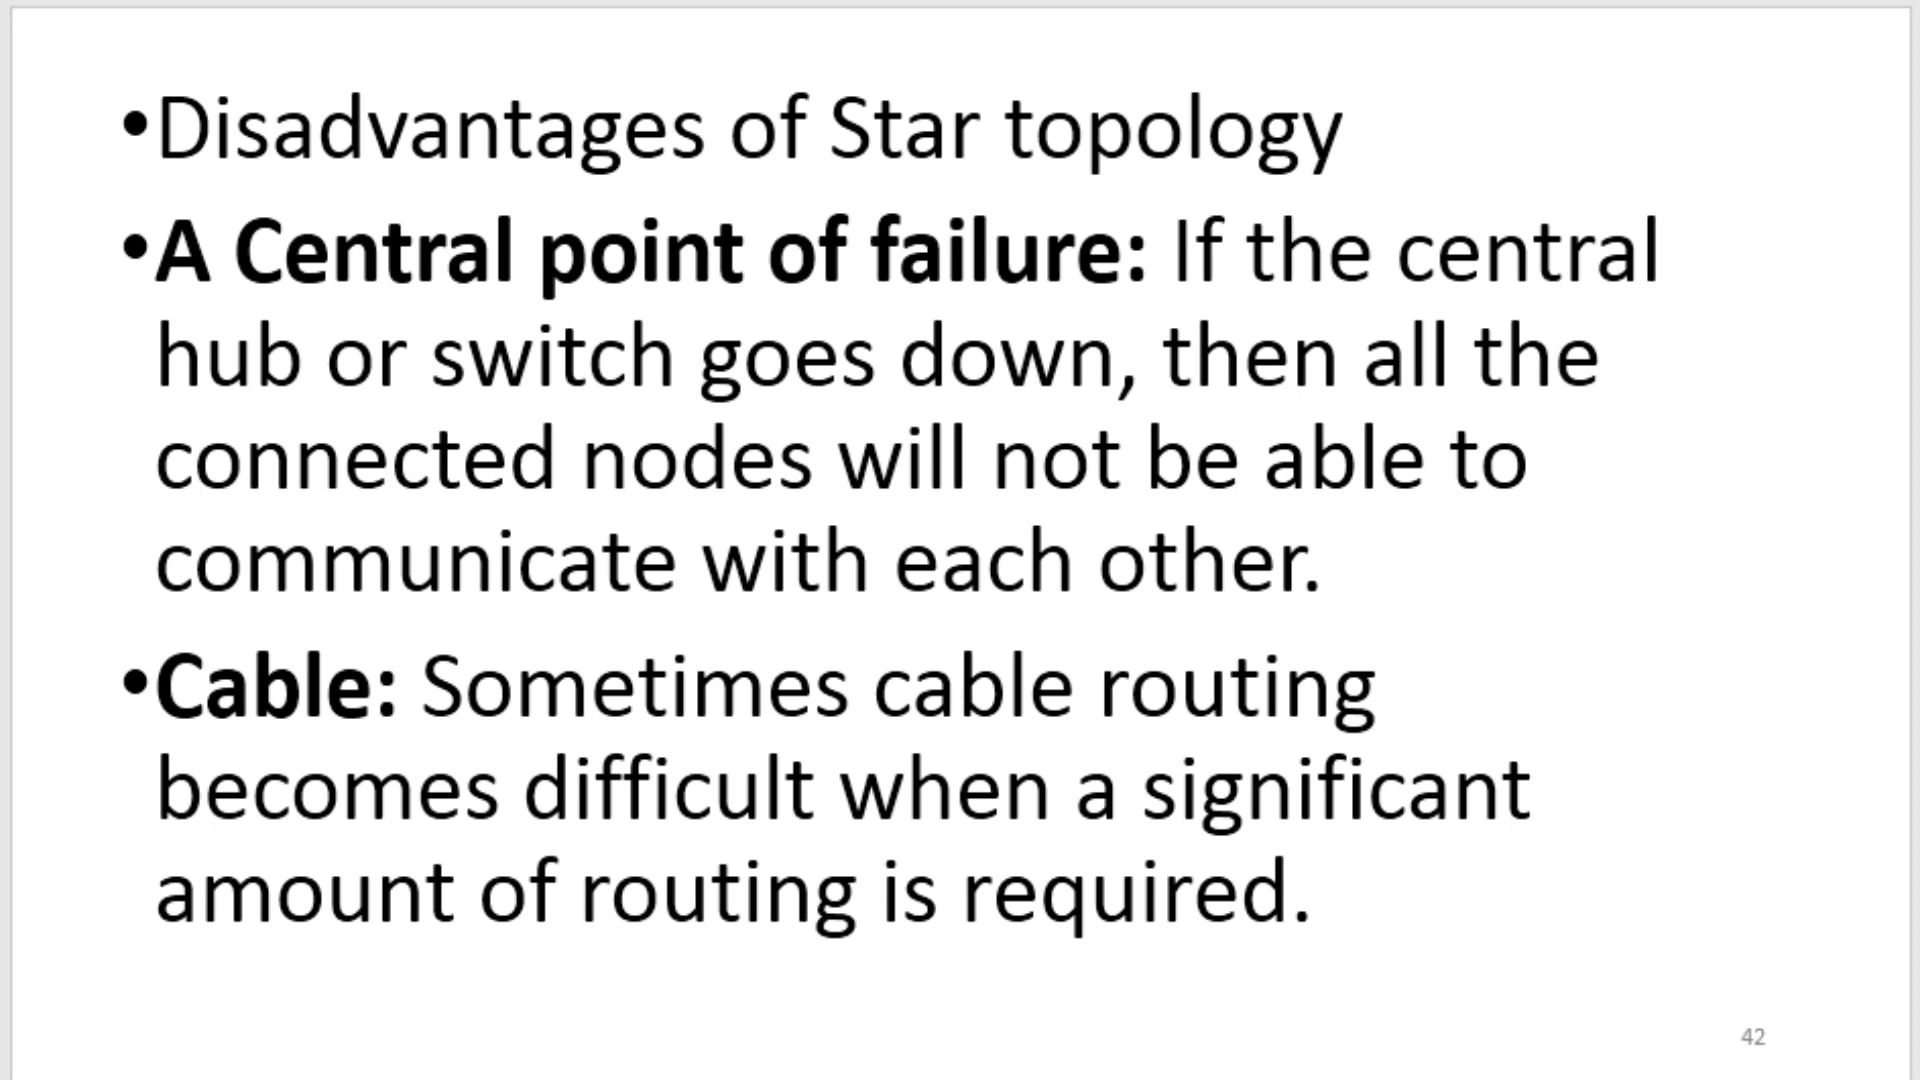 •Disadvantages of Star topology
•A Central point of failure: If the central
hub or switch goes down, then all the
connected nodes will not be able to
communicate with each other.
•Cable: Sometimes cable routing
becomes difficult when a significant
amount of routing is required.
42